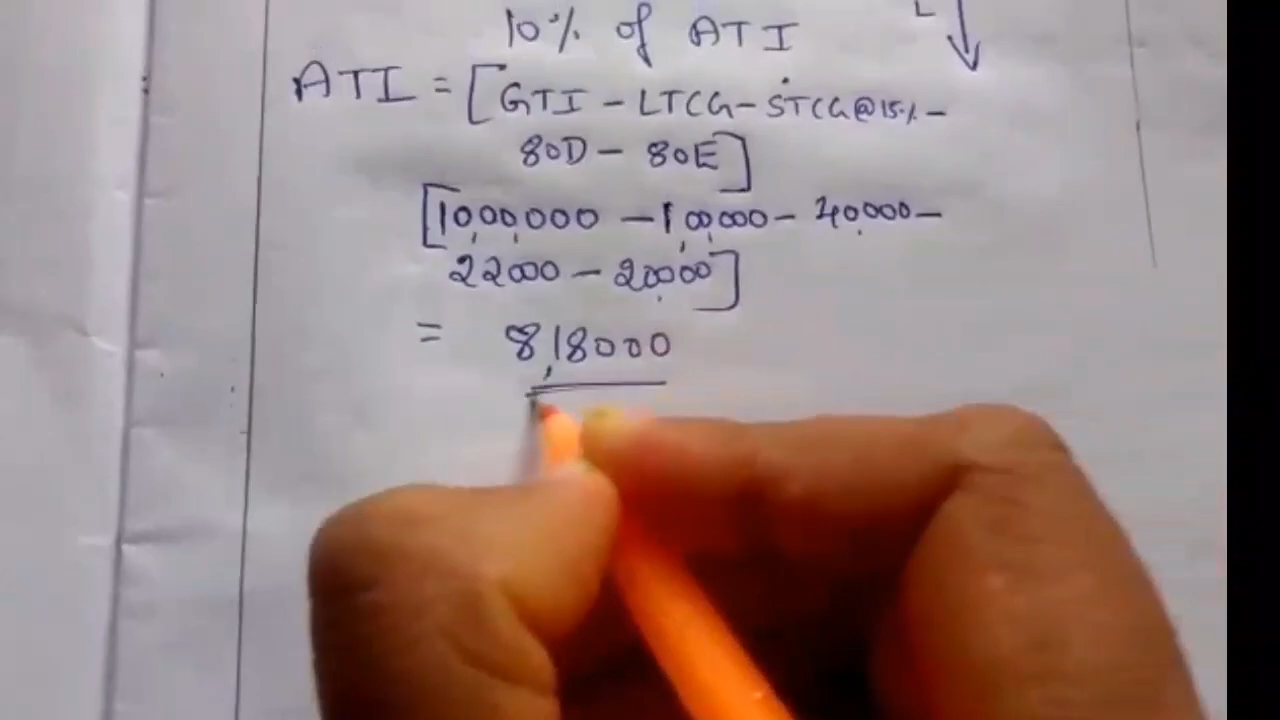 10% of ATI
L
ATI = [GTI - LTCG - STCG@15% -
80D - 80E]
[10,00,000 - 1,00,000 - 40,000 -
22000 - 20,000]
= 8,18000